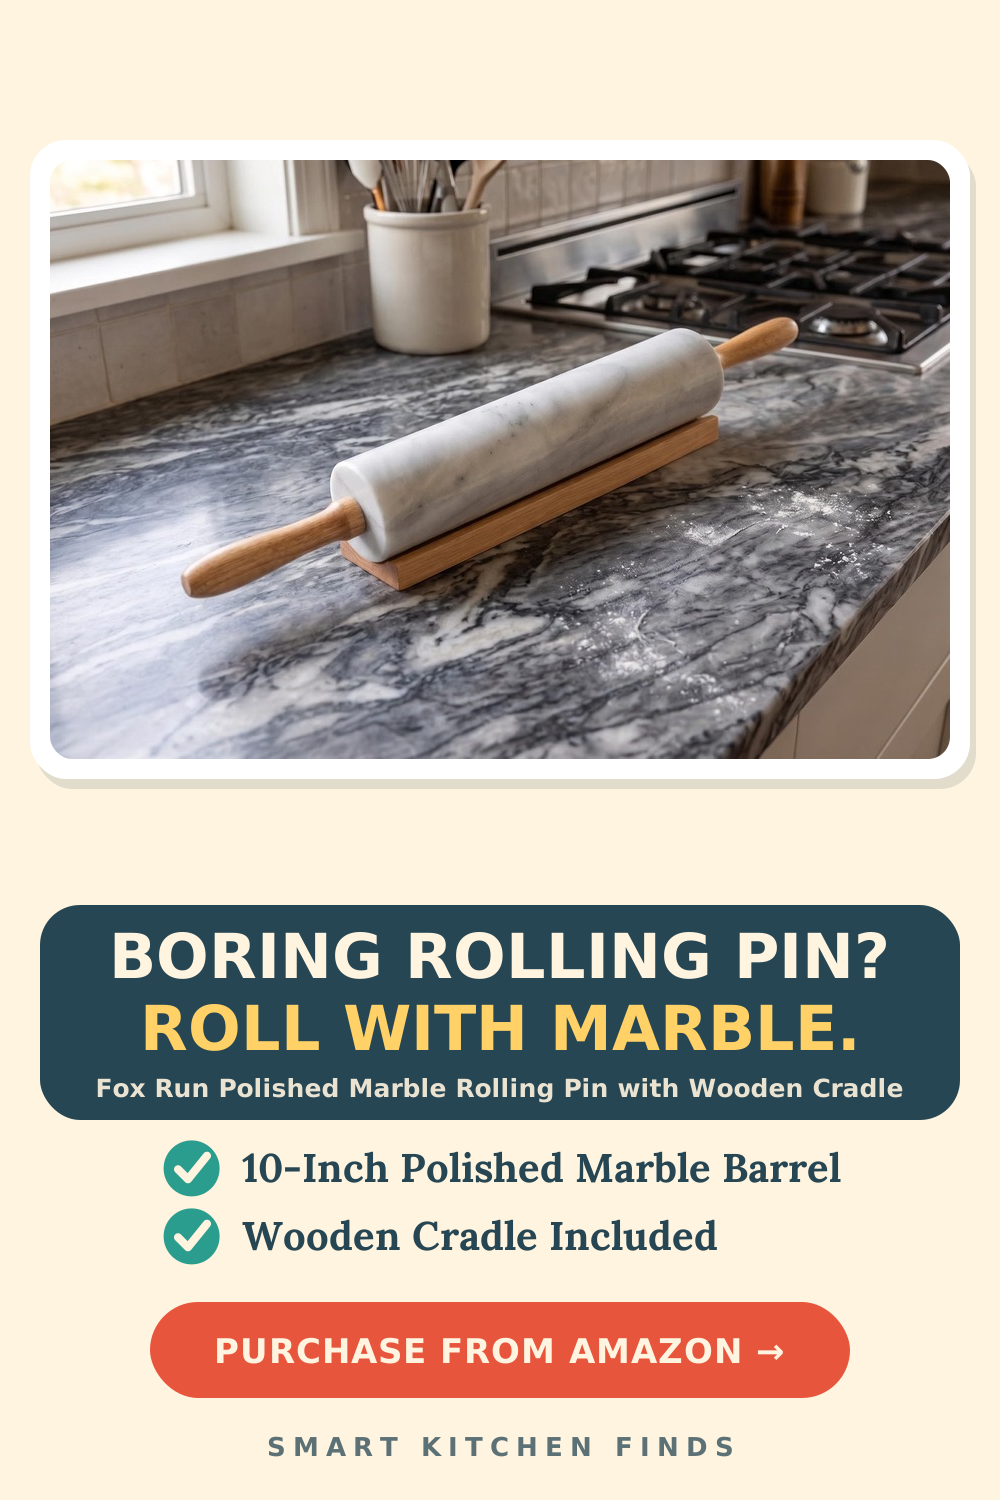 BORING ROLLING PIN?
ROLL WITH MARBLE.
Fox Run Polished Marble Rolling Pin with Wooden Cradle
10-Inch Polished Marble Barrel
Wooden Cradle Included
PURCHASE FROM AMAZON →
SMART KITCHEN FINDS